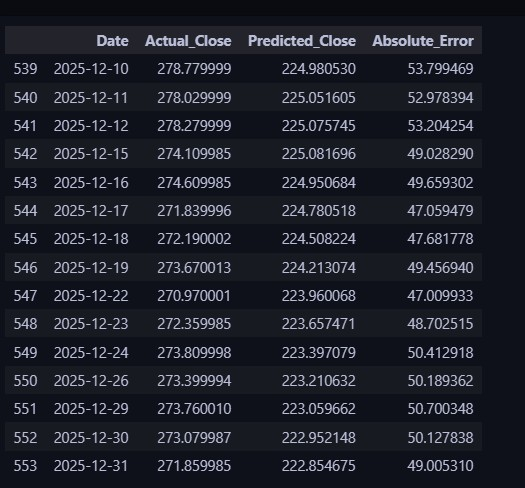 Date Actual_Close Predicted_Close Absolute_Error
539 2025-12-10 278.779999 224.980530 53.799469
540 2025-12-11 278.029999 225.051605 52.978394
541 2025-12-12 278.279999 225.075745 53.204254
542 2025-12-15 274.109985 225.081696 49.028290
543 2025-12-16 274.609985 224.950684 49.659302
544 2025-12-17 271.839996 224.780518 47.059479
545 2025-12-18 272.190002 224.508224 47.681778
546 2025-12-19 273.670013 224.213074 49.456940
547 2025-12-22 270.970001 223.960068 47.009933
548 2025-12-23 272.359985 223.657471 48.702515
549 2025-12-24 273.809998 223.397079 50.412918
550 2025-12-26 273.399994 223.210632 50.189362
551 2025-12-29 273.760010 223.059662 50.700348
552 2025-12-30 273.079987 222.952148 50.127838
553 2025-12-31 271.859985 222.854675 49.005310